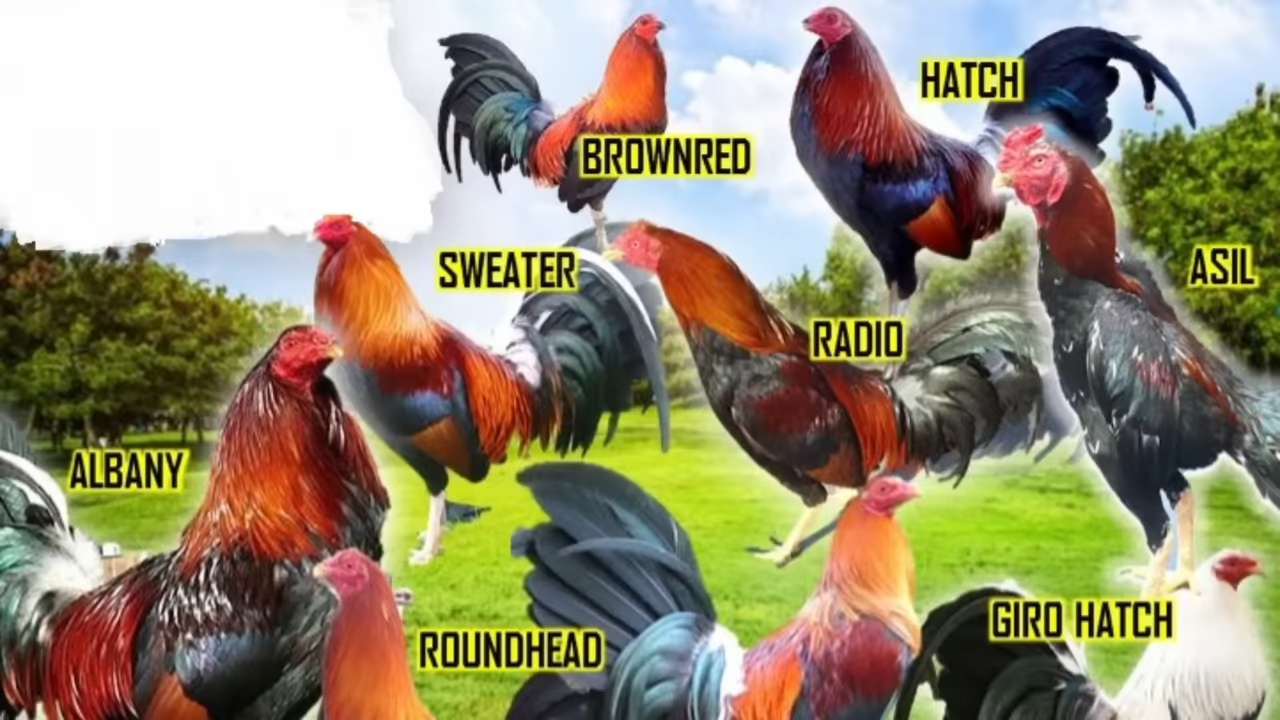 HATCH
BROWNRED
SWEATER
ASIL
RADIO
ALBANY
GIRO HATCH
ROUNDHEAD